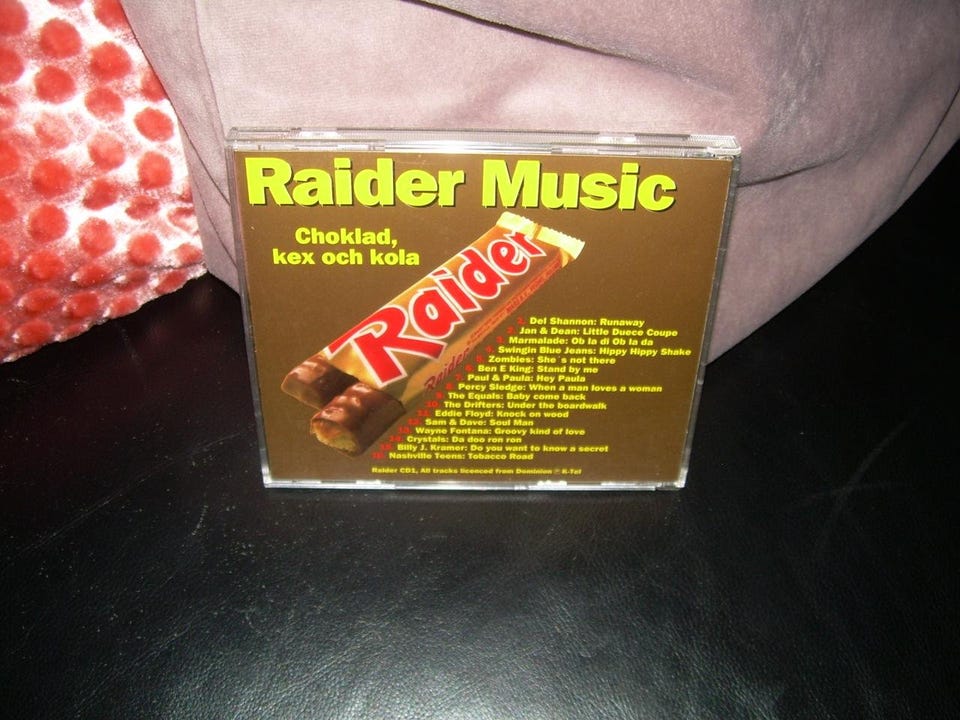 Raider Music
Choklad,
kex och kola
Raider
Raider
1. Del Shannon: Runaway
2. Jan & Dean: Little Duece Coupe
3. Marmalade: Ob la di Ob la da
4. Swingin Blue Jeans: Hippy Hippy Shake
5. Zombies: She´s not there
6. Ben E King: Stand by me
7. Paul & Paula: Hey Paula
8. Percy Sledge: When a man loves a woman
9. The Equals: Baby come back
10. The Drifters: Under the boardwalk
11. Eddie Floyd: Knock on wood
12. Sam & Dave: Soul Man
13. Wayne Fontana: Groovy kind of love
14. Crystals: Da doo ron ron
15. Billy J. Kramer: Do you want to know a secret
16. Nashville Teens: Tobacco Road
Raider CD1, All tracks licenced from Dominion ℗ K-Tel